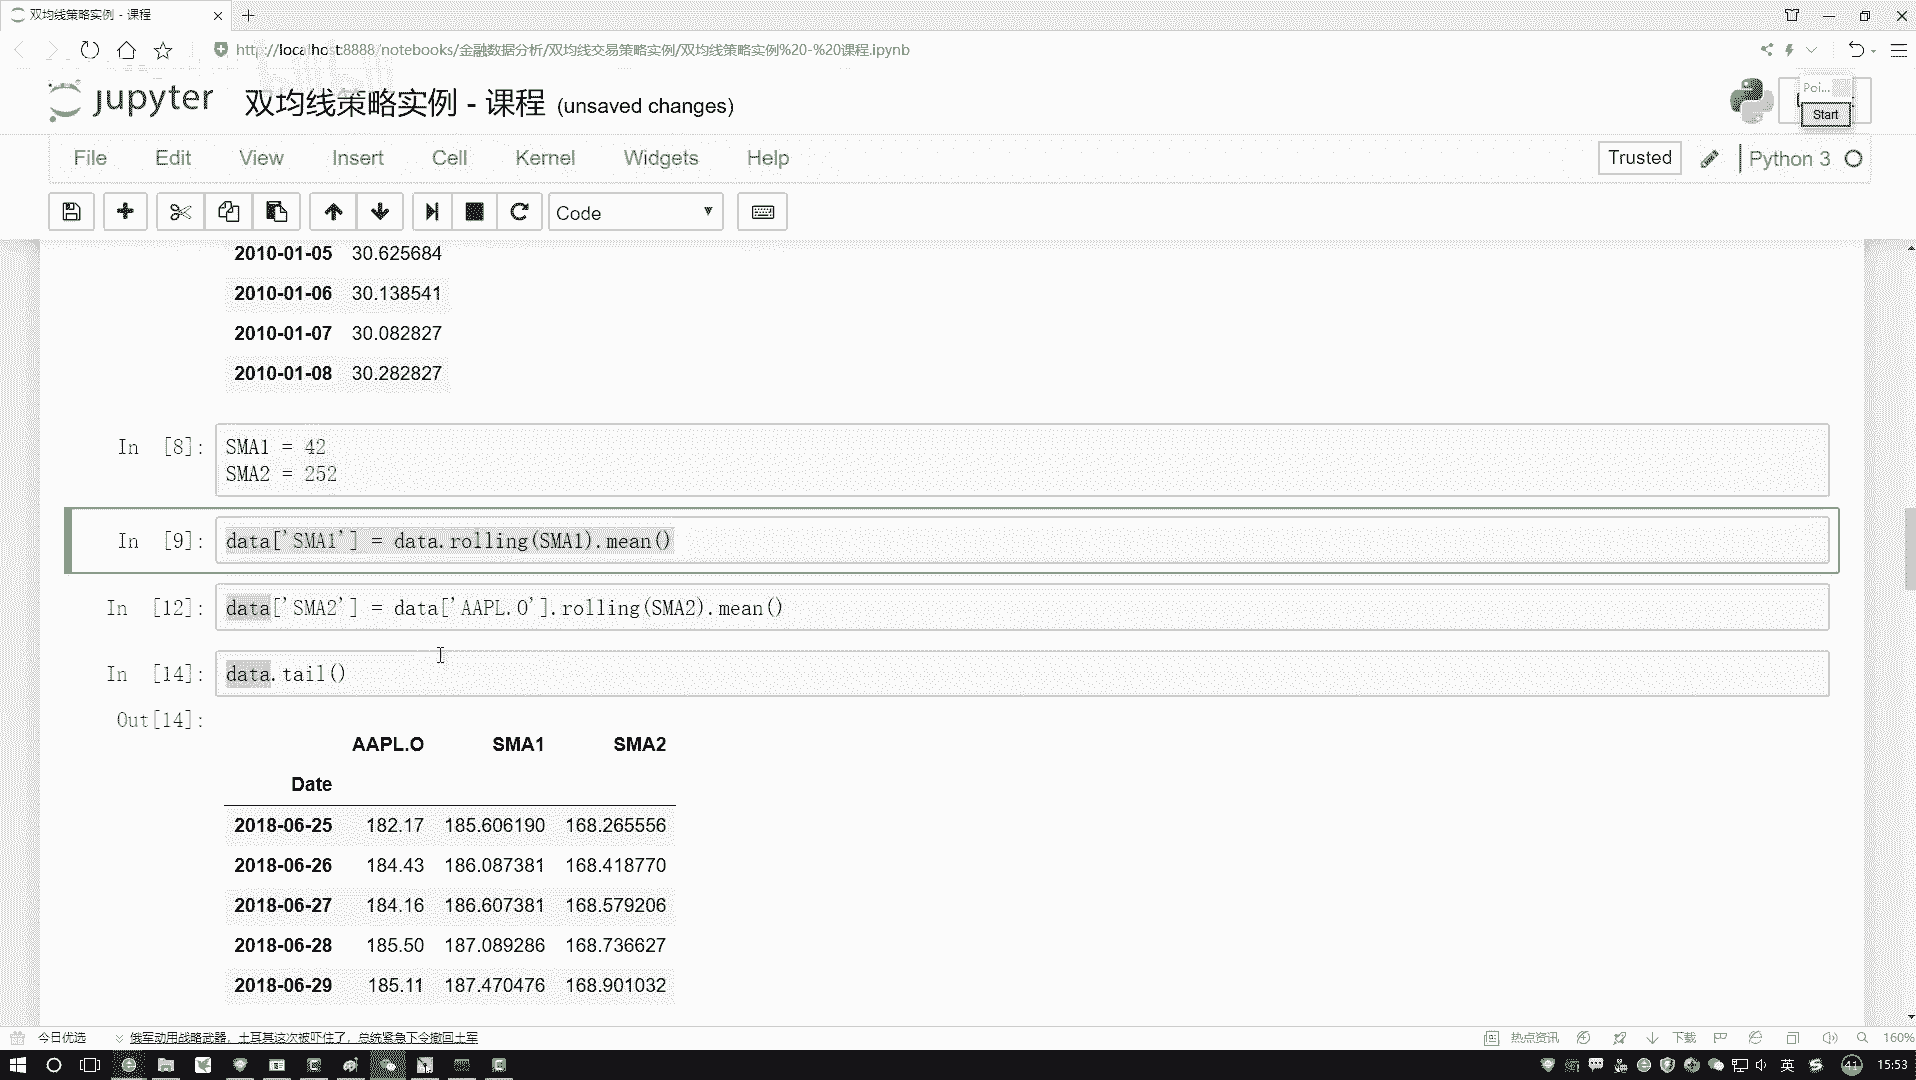 双均线策略实例 - 课程
http://localhost:8888/notebooks/金融数据分析/双均线交易策略实例/双均线策略实例%20-%20课程.ipynb
jupyter 双均线策略实例 - 课程 (unsaved changes)
Poi...
Start
File Edit View Insert Cell Kernel Widgets Help
Trusted Python 3
Code
2010-01-05 30.625684
2010-01-06 30.138541
2010-01-07 30.082827
2010-01-08 30.282827
In [8]: SMA1 = 42
SMA2 = 252
In [9]: data['SMA1'] = data.rolling(SMA1).mean()
In [12]: data['SMA2'] = data['AAPL.O'].rolling(SMA2).mean()
In [14]: data.tail()
Out[14]:
AAPL.O SMA1 SMA2
Date
2018-06-25 182.17 185.606190 168.265556
2018-06-26 184.43 186.087381 168.418770
2018-06-27 184.16 186.607381 168.579206
2018-06-28 185.50 187.089286 168.736627
2018-06-29 185.11 187.470476 168.901032
今日优选 俄军动用战略武器，土耳其这次被吓住了，总统紧急下令撤回士军 热点资讯 下载 160%
英 41 15:53